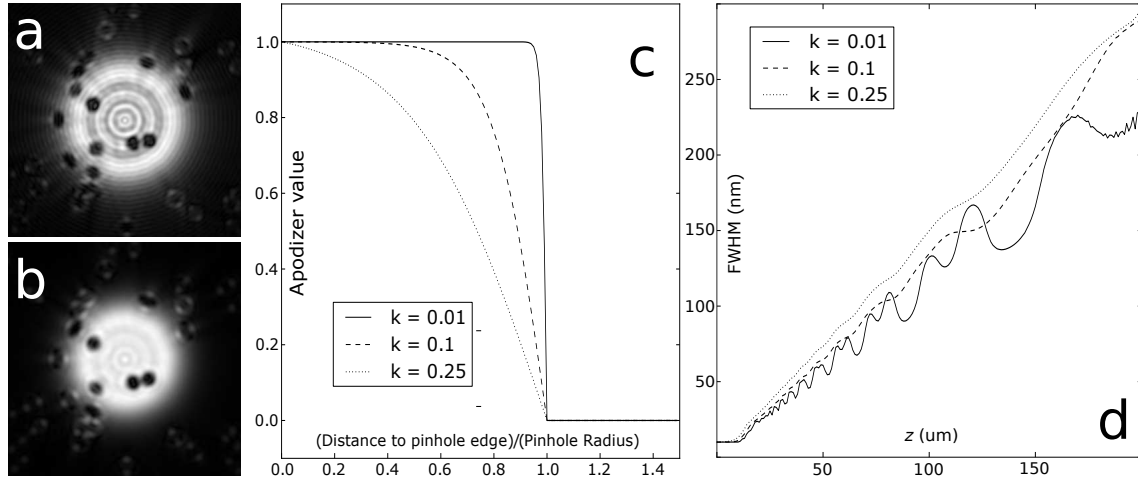 a
b
c
1.0
0.8
0.6
0.4
0.2
0.0
Apodizer value
k = 0.01
k = 0.1
k = 0.25
(Distance to pinhole edge)/(Pinhole Radius)
0.0 0.2 0.4 0.6 0.8 1.0 1.2 1.4
d
250
200
150
100
50
FWHM (nm)
k = 0.01
k = 0.1
k = 0.25
z (um)
50 100 150